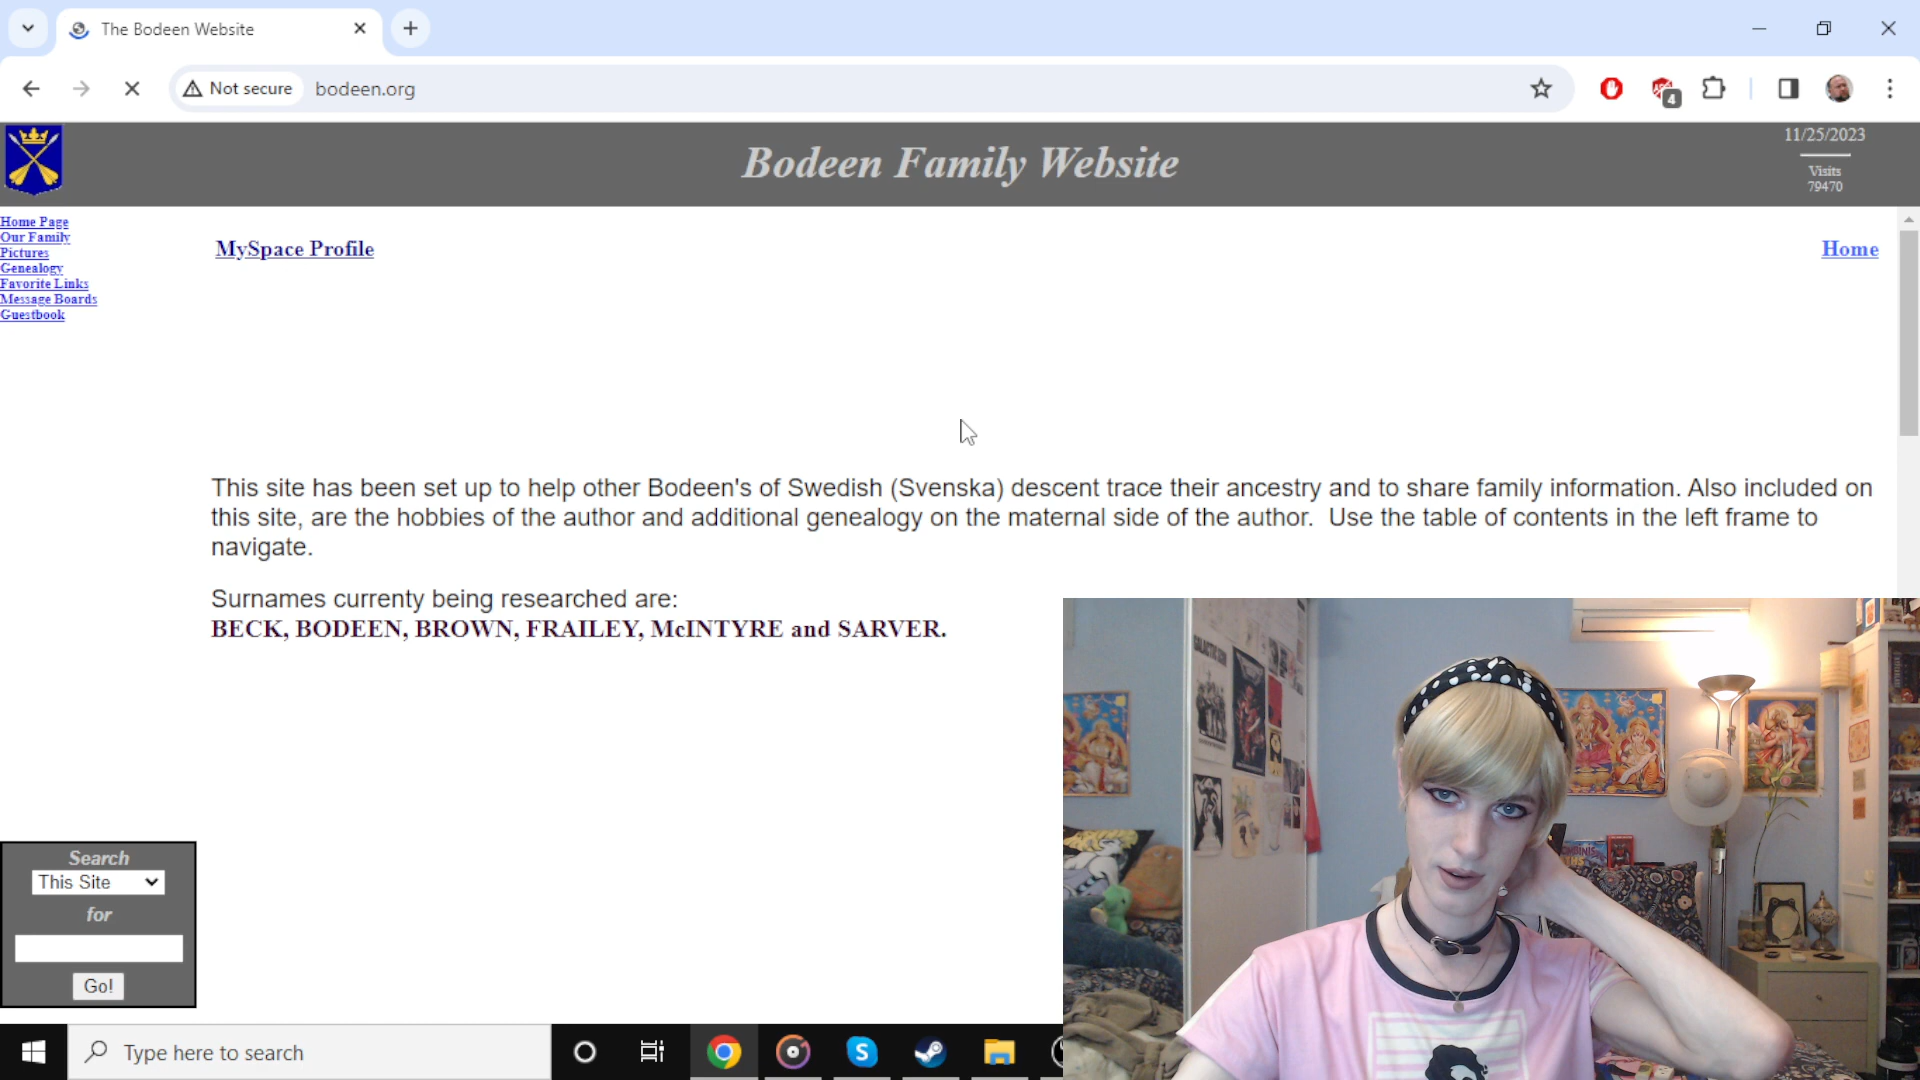 The Bodeen Website
Not secure
bodeen.org
4
Bodeen Family Website
11/25/2023
Visits
79470
Home Page
Our Family
Pictures
Genealogy
Favorite Links
Message Boards
Guestbook
MySpace Profile
Home
This site has been set up to help other Bodeen's of Swedish (Svenska) descent trace their ancestry and to share family information. Also included on
this site, are the hobbies of the author and additional genealogy on the maternal side of the author. Use the table of contents in the left frame to
navigate.
Surnames currenty being researched are:
BECK, BODEEN, BROWN, FRAILEY, McINTYRE and SARVER.
Search
This Site
for
Go!
Type here to search